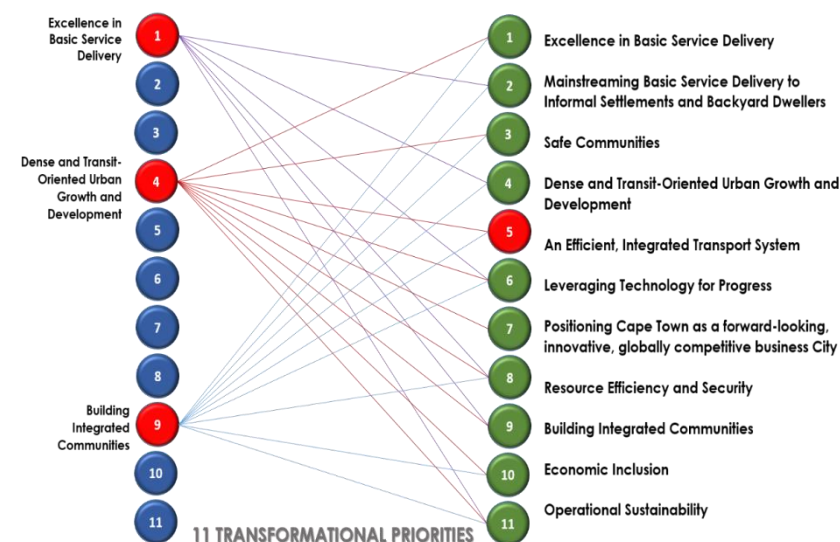 Excellence in
Basic Service
Delivery
1
2
3
Dense and Transit-
Oriented Urban
Growth and
Development
4
5
6
7
8
Building
Integrated
Communities
9
10
11
1
Excellence in Basic Service Delivery
2
Mainstreaming Basic Service Delivery to
Informal Settlements and Backyard Dwellers
3
Safe Communities
4
Dense and Transit-Oriented Urban Growth and
Development
5
An Efficient, Integrated Transport System
6
Leveraging Technology for Progress
7
Positioning Cape Town as a forward-looking,
innovative, globally competitive business City
8
Resource Efficiency and Security
9
Building Integrated Communities
10
Economic Inclusion
11
Operational Sustainability
11 TRANSFORMATIONAL PRIORITIES